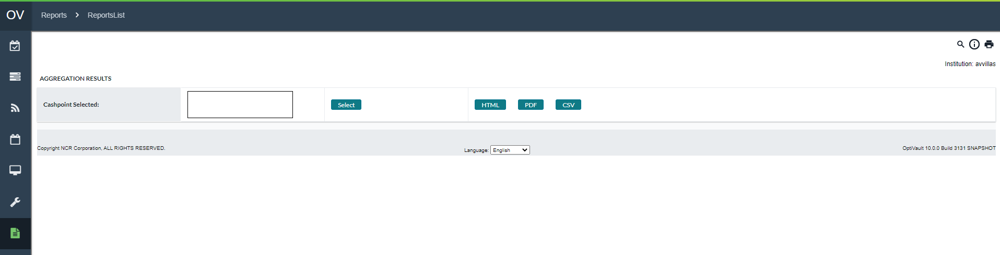 OV Reports ReportsList
Institution: avvillas
AGGREGATION RESULTS
Cashpoint Selected: Select HTML PDF CSV
Copyright NCR Corporation, ALL RIGHTS RESERVED. Language: English OptiVault 10.0.0 Build 3131 SNAPSHOT